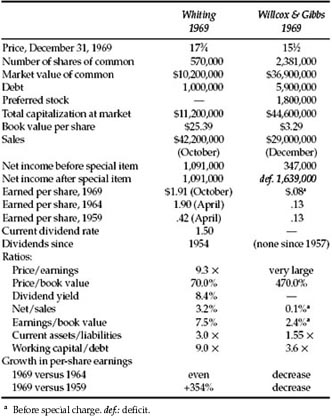 Whiting Willcox & Gibbs
1969 1969
Price, December 31, 1969 17¾ 15½
Number of shares of common 570,000 2,381,000
Market value of common $10,200,000 $36,900,000
Debt 1,000,000 5,900,000
Preferred stock — 1,800,000
Total capitalization at market $11,200,000 $44,600,000
Book value per share $25.39 $3.29
Sales $42,200,000 $29,000,000
(October) (December)
Net income before special item 1,091,000 347,000
Net income after special item 1,091,000 def. 1,639,000
Earned per share, 1969 $1.91 (October) $.08ᵃ
Earned per share, 1964 1.90 (April) .13
Earned per share, 1959 .42 (April) .13
Current dividend rate 1.50 —
Dividends since 1954 (none since 1957)
Ratios:
Price/earnings 9.3 × very large
Price/book value 70.0% 470.0%
Dividend yield 8.4% —
Net/sales 3.2% 0.1%ᵃ
Earnings/book value 7.5% 2.4%ᵃ
Current assets/liabilities 3.0 × 1.55 ×
Working capital/debt 9.0 × 3.6 ×
Growth in per-share earnings
1969 versus 1964 even decrease
1969 versus 1959 +354% decrease
ᵃ Before special charge. def.: deficit.